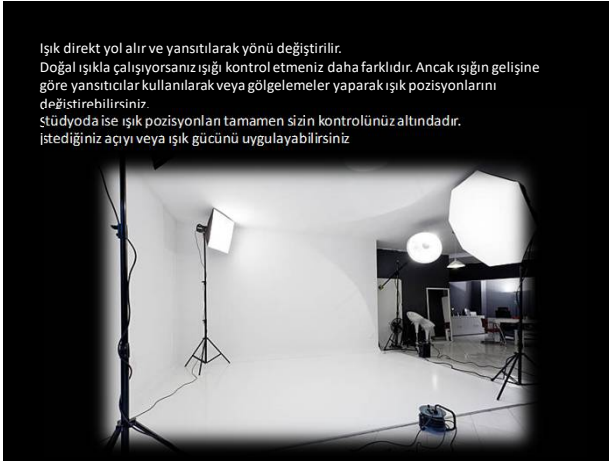 Işık direkt yol alır ve yansıtılarak yönü değiştirilir.
Doğal ışıkla çalışıyorsanız ışığı kontrol etmeniz daha farklıdır. Ancak ışığın gelişine
göre yansıtıcılar kullanılarak veya gölgelemeler yaparak ışık pozisyonlarını
değiştirebilirsiniz.
stüdyoda ise ışık pozisyonları tamamen sizin kontrolünüz altındadır.
istediğiniz açıyı veya ışık gücünü uygulayabilirsiniz